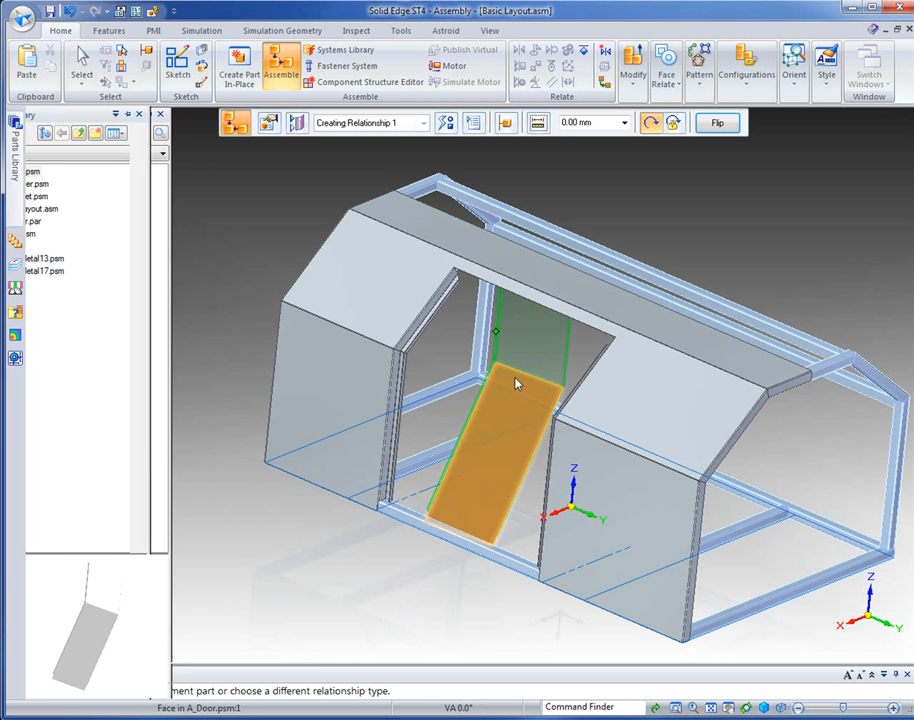 Solid Edge ST4 - Assembly - [Basic Layout.asm]
Home Features PMI Simulation Simulation Geometry Inspect Tools Astroid View
Paste
Select
Sketch
Create Part
In-Place
Assemble
Systems Library
Fastener System
Component Structure Editor
Publish Virtual
Motor
Simulate Motor
Modify
Face
Relate
Pattern
Configurations
Orient
Style
Switch
Windows
Clipboard Select Sketch Assemble Relate Window
ary
Creating Relationship 1
0.00 mm
Flip
Parts Library
.psm
er.psm
et.psm
ayout.asm
r.par
sm
etal13.psm
etal17.psm
Z
X
Y
Z
X
Y
ment part or choose a different relationship type.
Face in A_Door.psm:1
VA 0.0°
Command Finder